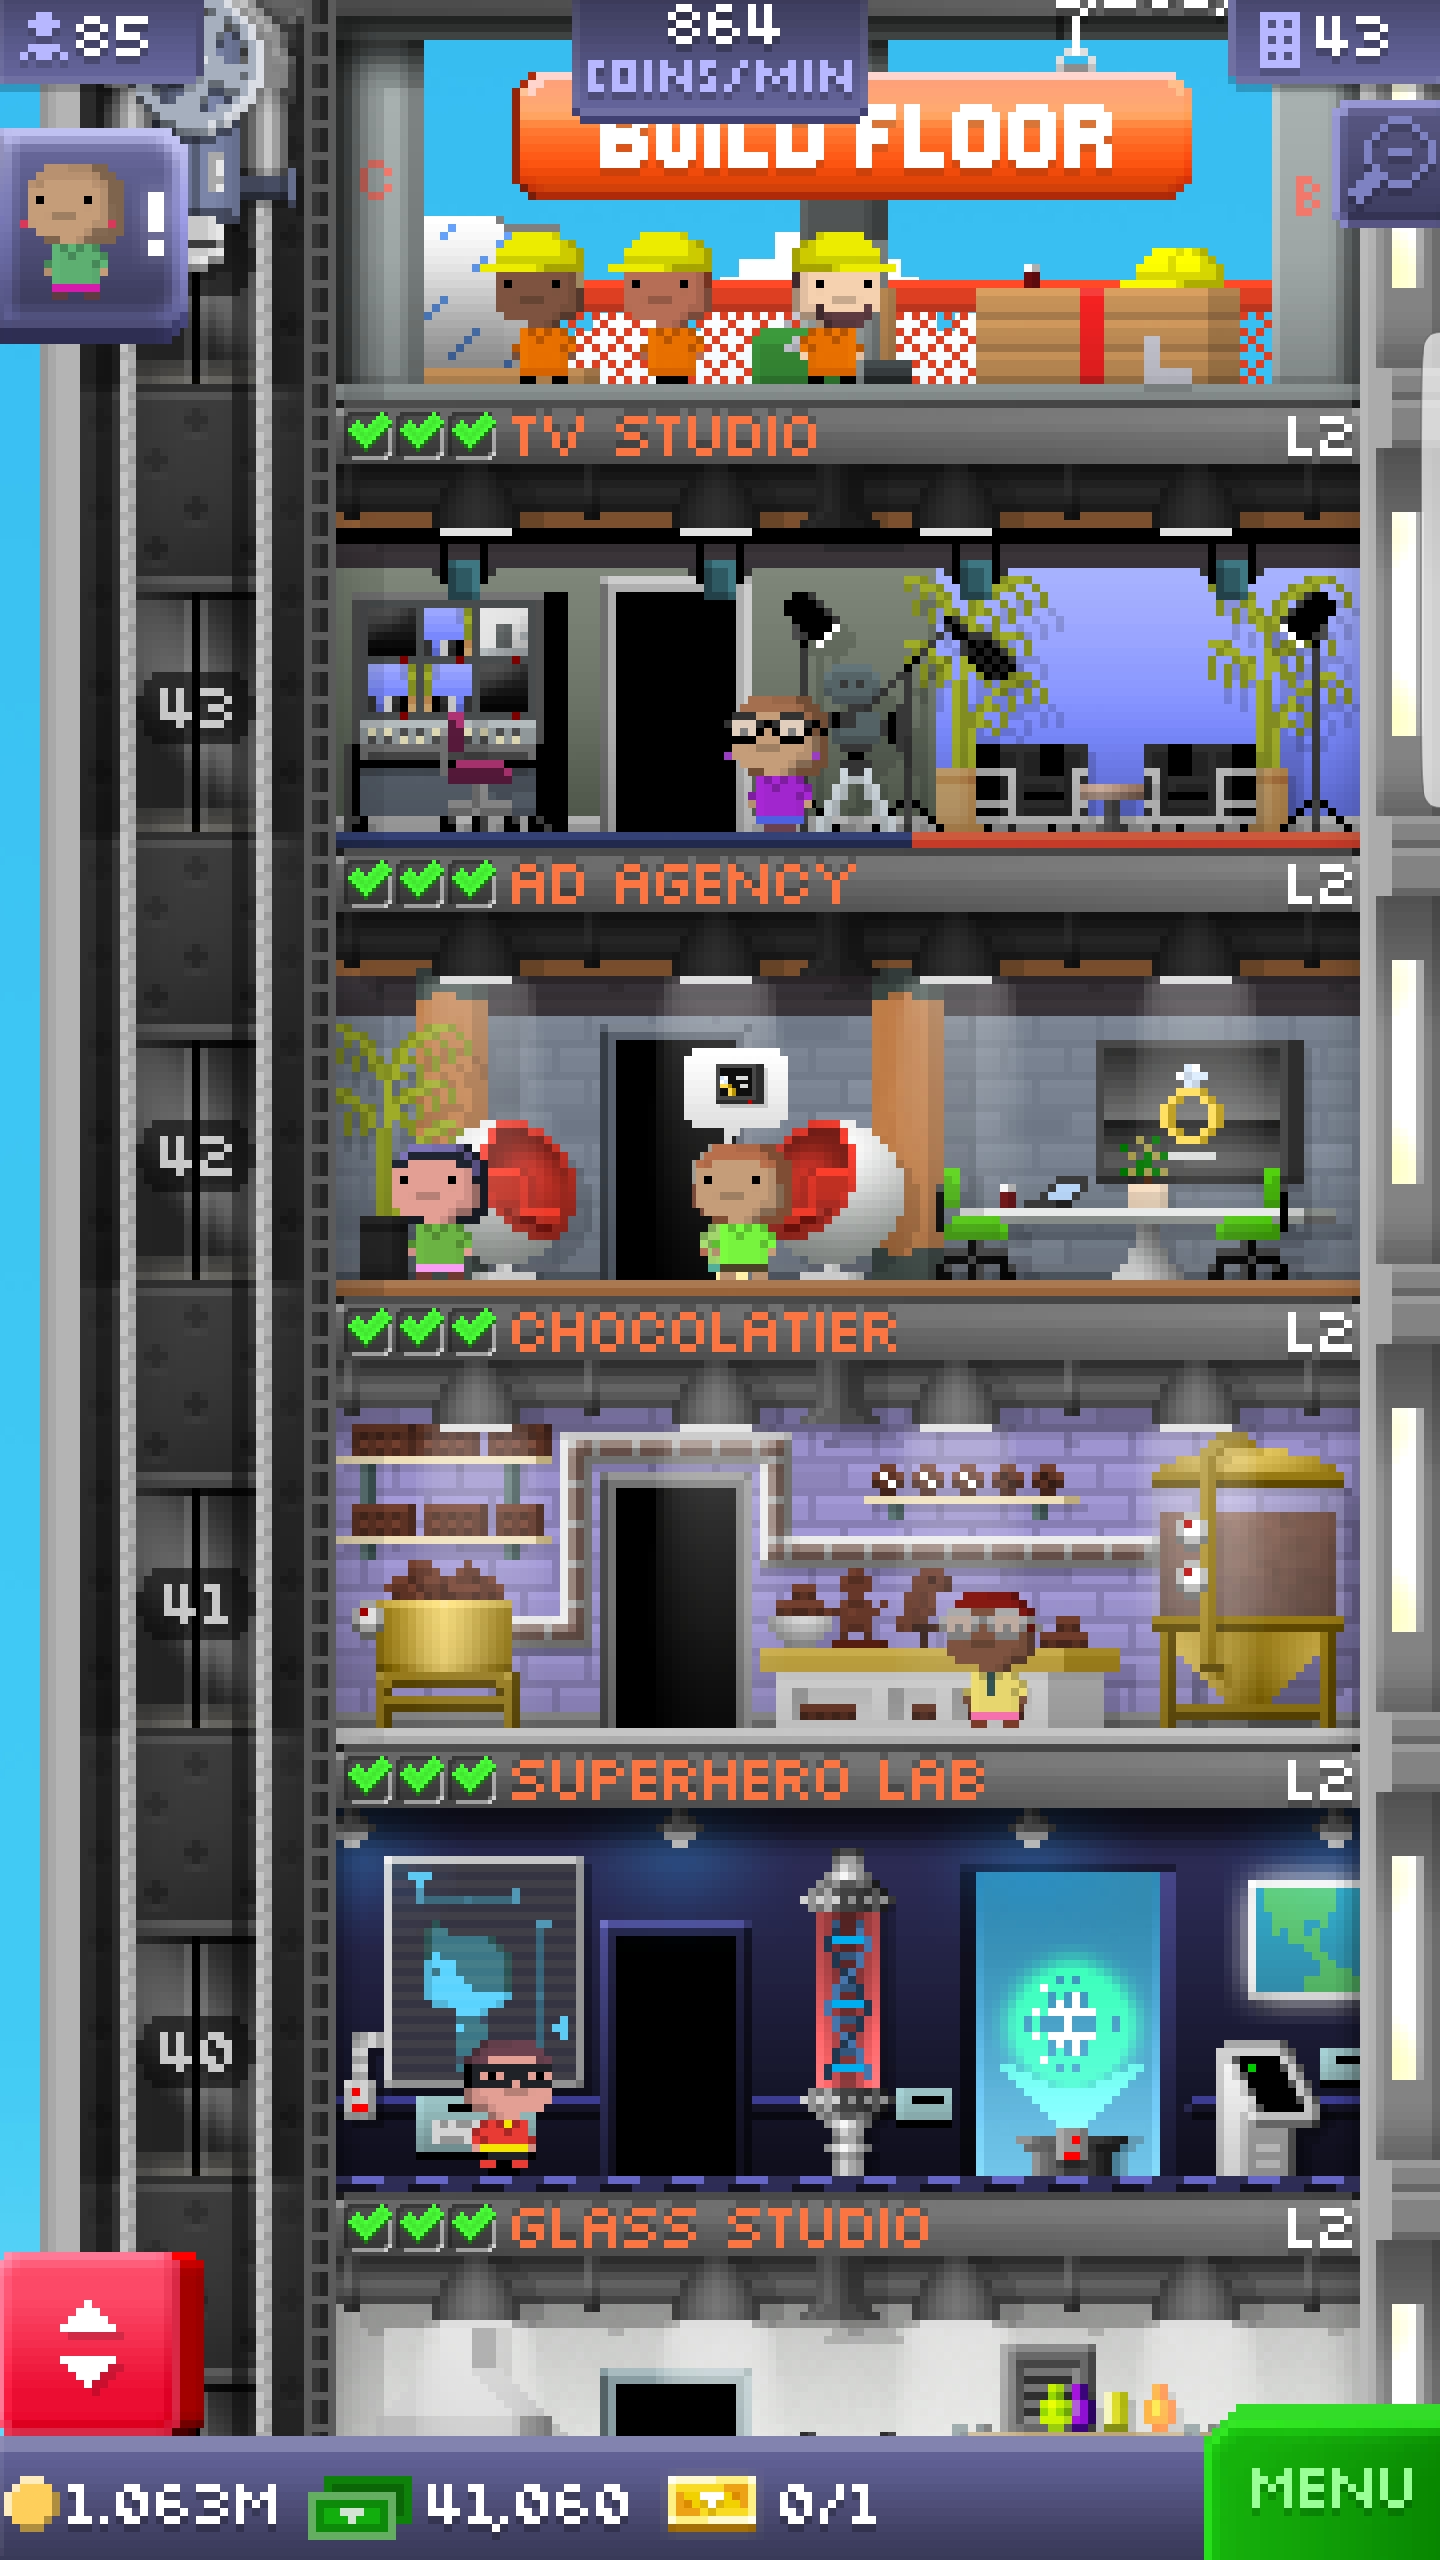 85
864
COINS/MIN
43
!
BUILD FLOOR
C
B
TV STUDIO L2
43
AD AGENCY L2
42
CHOCOLATIER L2
41
SUPERHERO LAB L2
40
GLASS STUDIO L2
1.063M 41,060 0/1
MENU